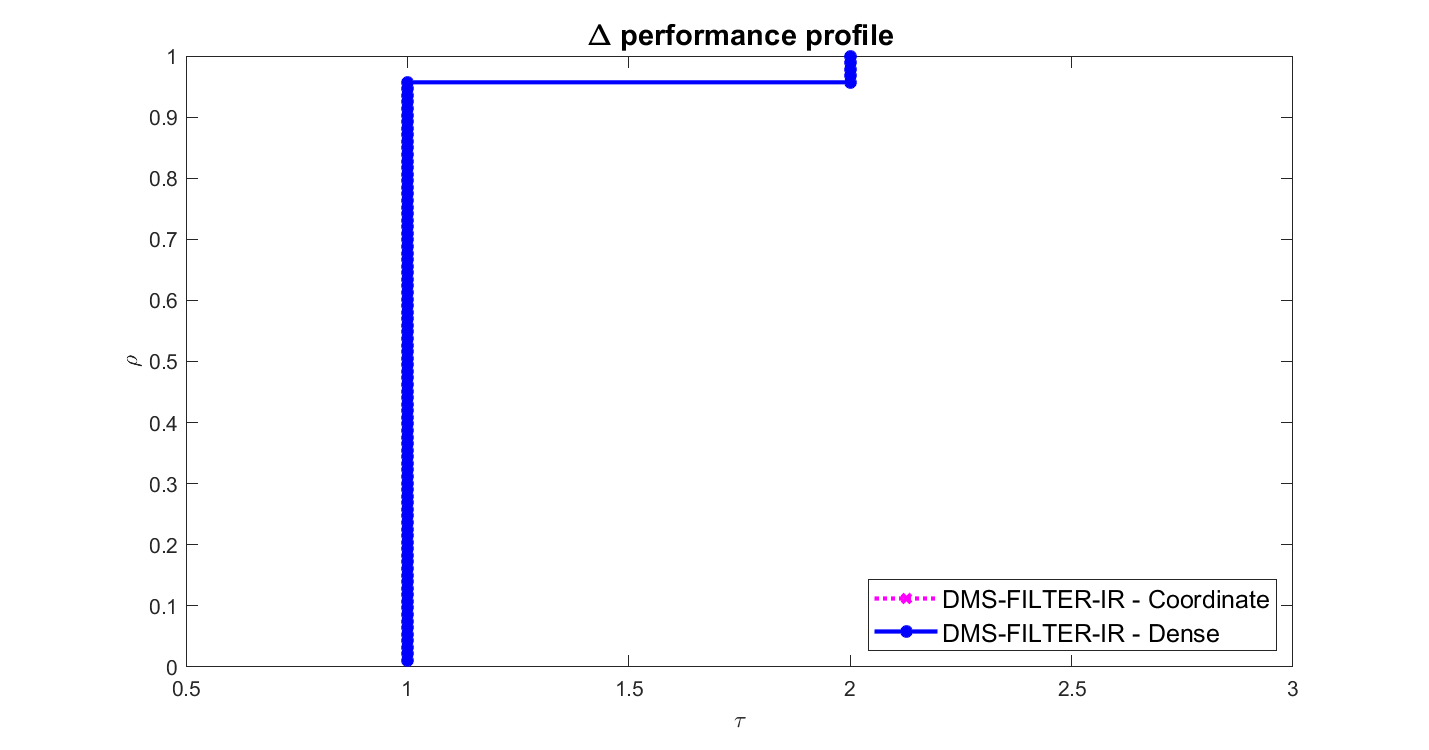 Δ performance profile
1
0.9
0.8
0.7
0.6
0.5
0.4
0.3
0.2
0.1
0
ρ
0.5 1 1.5 2 2.5 3
τ
DMS-FILTER-IR - Coordinate
DMS-FILTER-IR - Dense